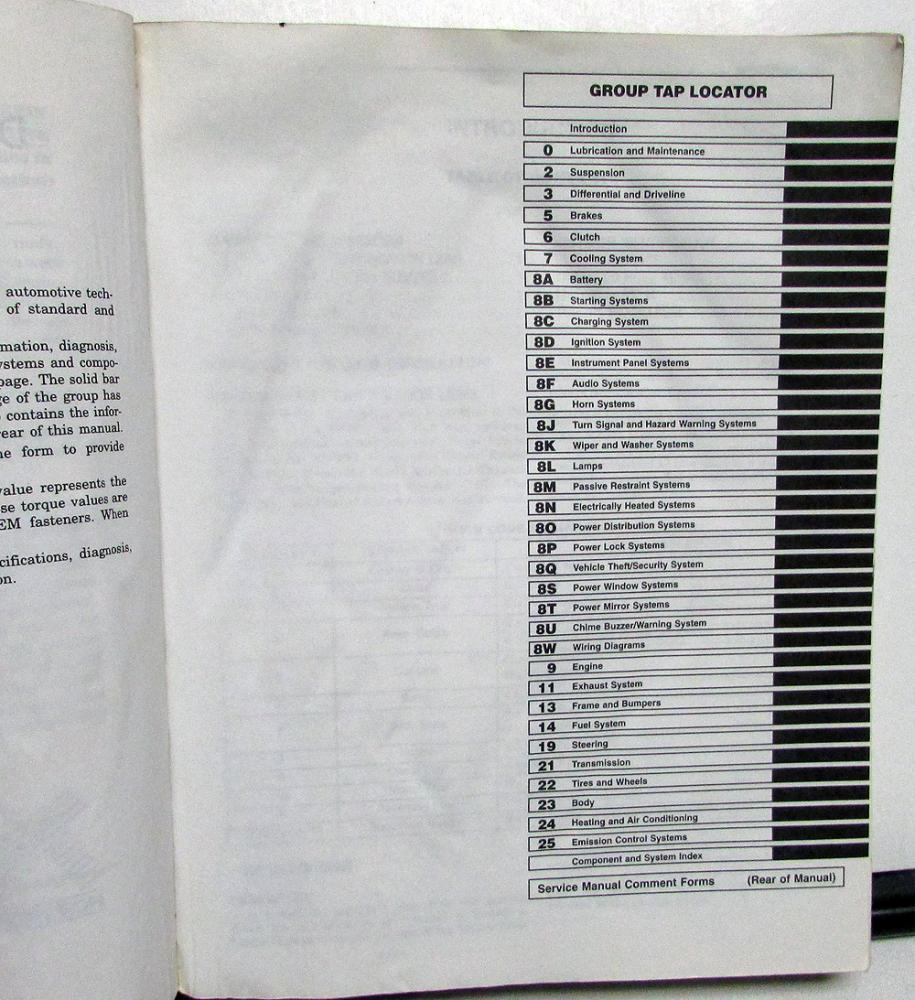 automotive tech-
of standard and
mation, diagnosis,
ystems and compo-
page. The solid bar
ge of the group has
contains the infor-
rear of this manual.
ne form to provide
value represents the
se torque values are
EM fasteners. When
cifications, diagnosis,
on.
GROUP TAP LOCATOR
Introduction
0 Lubrication and Maintenance
2 Suspension
3 Differential and Driveline
5 Brakes
6 Clutch
7 Cooling System
8A Battery
8B Starting Systems
8C Charging System
8D Ignition System
8E Instrument Panel Systems
8F Audio Systems
8G Horn Systems
8J Turn Signal and Hazard Warning Systems
8K Wiper and Washer Systems
8L Lamps
8M Passive Restraint Systems
8N Electrically Heated Systems
8O Power Distribution Systems
8P Power Lock Systems
8Q Vehicle Theft/Security System
8S Power Window Systems
8T Power Mirror Systems
8U Chime Buzzer/Warning System
8W Wiring Diagrams
9 Engine
11 Exhaust System
13 Frame and Bumpers
14 Fuel System
19 Steering
21 Transmission
22 Tires and Wheels
23 Body
24 Heating and Air Conditioning
25 Emission Control Systems
Component and System Index
Service Manual Comment Forms (Rear of Manual)